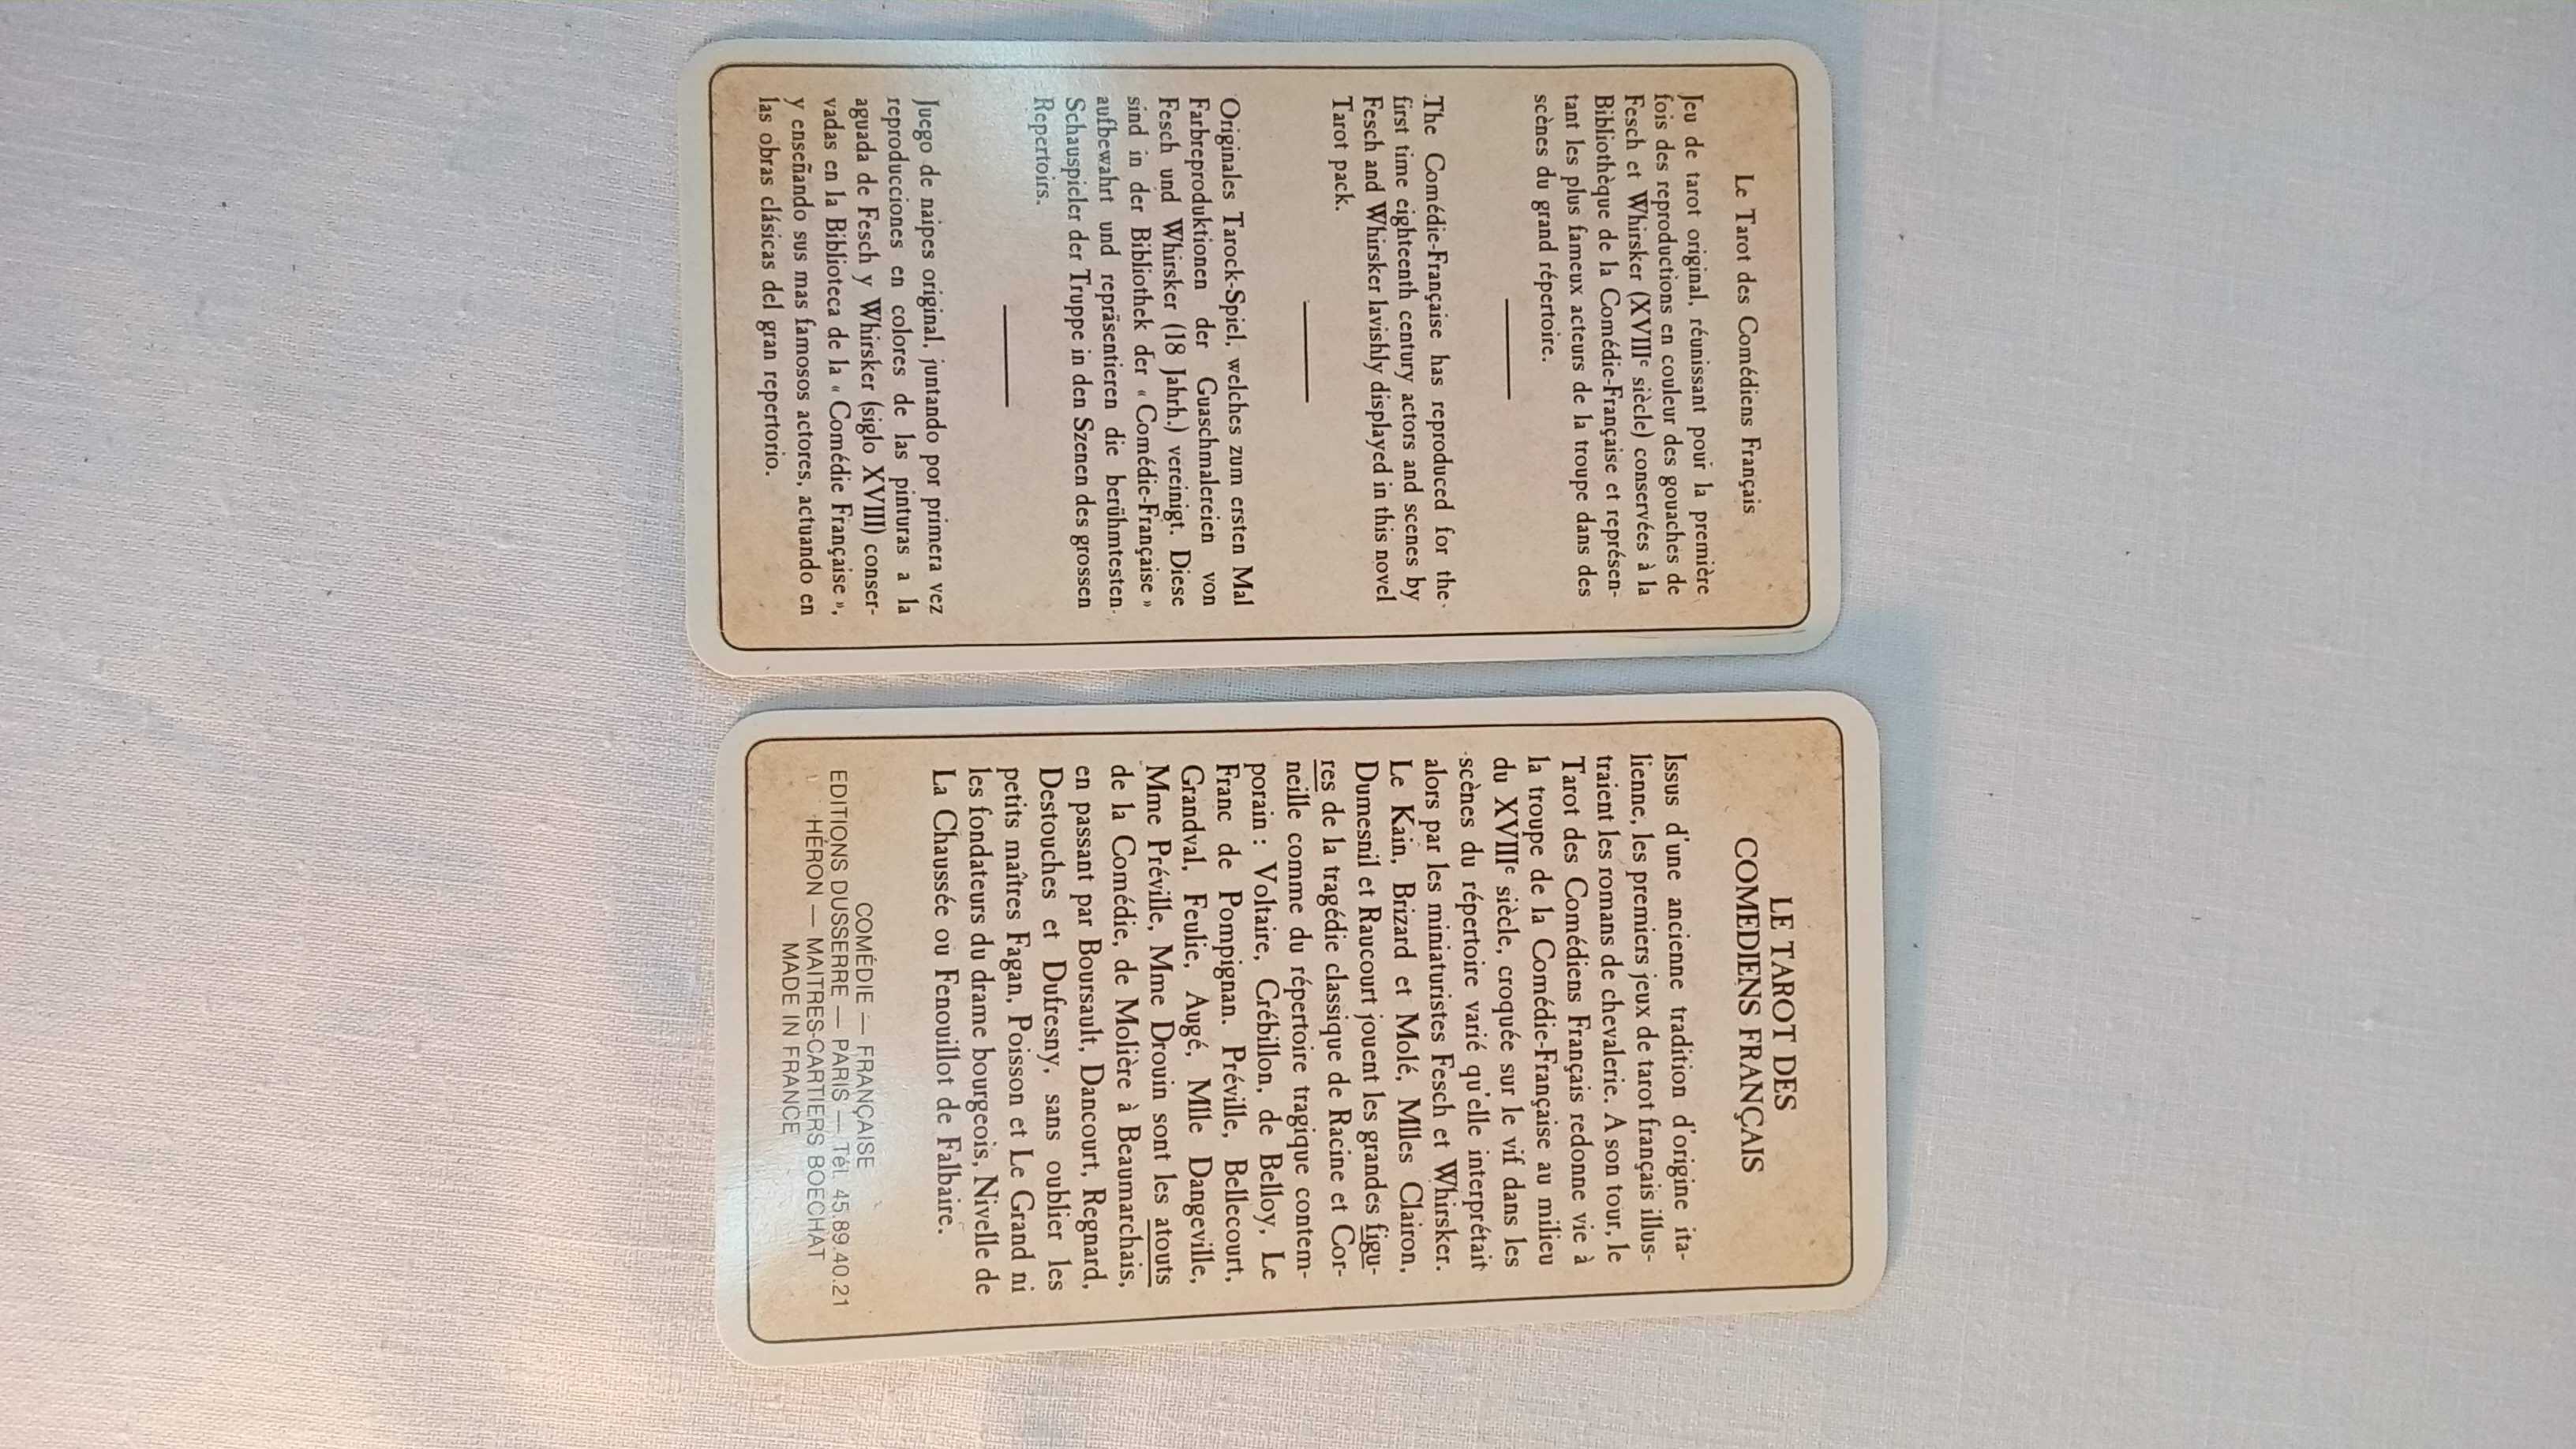 Le Tarot des Comédiens Français
Jeu de tarot original, réunissant pour la première
fois des reproductions en couleur des gouaches de
Fesch et Whirsker (XVIIIe siècle) conservées à la
Bibliothèque de la Comédie-Française et représen-
tant les plus fameux acteurs de la troupe dans des
scènes du grand répertoire.
The Comédie-Française has reproduced for the
first time eighteenth century actors and scenes by
Fesch and Whirsker lavishly displayed in this novel
Tarot pack.
Originales Tarock-Spiel, welches zum ersten Mal
Farbreproduktionen der Guaschmalereien von
Fesch und Whirsker (18 Jahrh.) vereinigt. Diese
sind in der Bibliothek der « Comédie-Française »
aufbewahrt und repräsentieren die berühmtesten
Schauspieler der Truppe in den Szenen des grossen
Repertoirs.
Juego de naipes original, juntando por primera vez
reproducciones en colores de las pinturas a la
aguada de Fesch y Whirsker (siglo XVIII) conser-
vadas en la Biblioteca de la « Comédie Française »,
y enseñando sus mas famosos actores, actuando en
las obras clásicas del gran repertorio.
LE TAROT DES
COMEDIENS FRANÇAIS
Issus d'une ancienne tradition d'origine ita-
lienne, les premiers jeux de tarot français illus-
traient les romans de chevalerie. A son tour, le
Tarot des Comédiens Français redonne vie à
la troupe de la Comédie-Française au milieu
du XVIIIe siècle, croquée sur le vif dans les
scènes du répertoire varié qu'elle interprétait
alors par les miniaturistes Fesch et Whirsker.
Le Kain, Brizard et Molé, Mlles Clairon,
Dumesnil et Raucourt jouent les grandes figu-
res de la tragédie classique de Racine et Cor-
neille comme du répertoire tragique contem-
porain : Voltaire, Crébillon, de Belloy, Le
Franc de Pompignan. Préville, Bellecourt,
Grandval, Feulie, Augé, Mlle Dangeville,
Mme Préville, Mme Drouin sont les atouts
de la Comédie, de Molière à Beaumarchais,
en passant par Boursault, Dancourt, Regnard,
Destouches et Dufresny, sans oublier les
petits maîtres Fagan, Poisson et Le Grand ni
les fondateurs du drame bourgeois, Nivelle de
La Chaussée ou Fenouillot de Falbaire.
COMÉDIE — FRANÇAISE
EDITIONS DUSSERRE — PARIS — Tél. 45.89.40.21
HÉRON — MAITRES-CARTIERS BOECHAT
MADE IN FRANCE